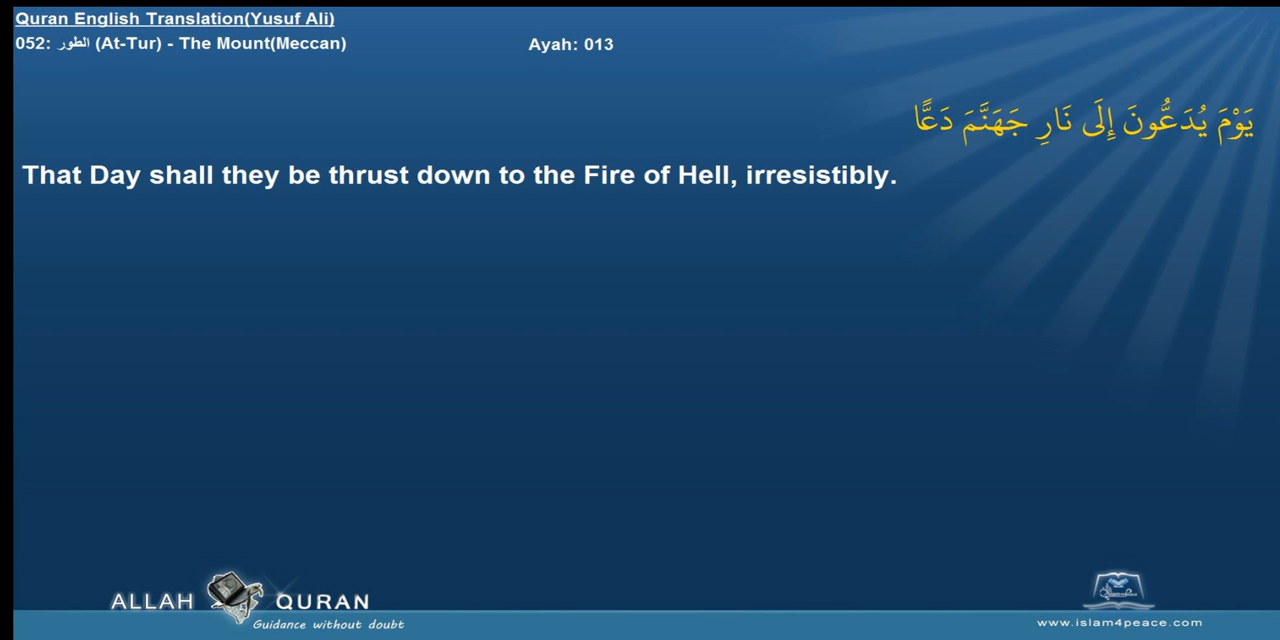 Quran English Translation(Yusuf Ali)
052: الطور (At-Tur) - The Mount(Meccan) Ayah: 013
يَوْمَ يُدَعُّونَ إِلَى نَارِ جَهَنَّمَ دَعًّا
That Day shall they be thrust down to the Fire of Hell, irresistibly.
ALLAH QURAN
Guidance without doubt
www.islam4peace.com